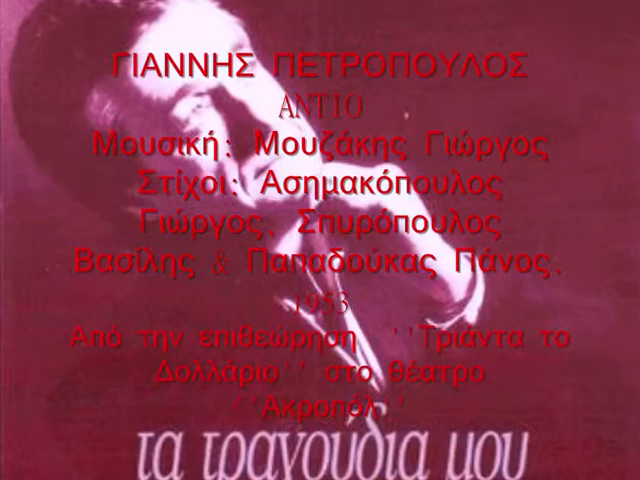 ΓΙΑΝΝΗΣ ΠΕΤΡΟΠΟΥΛΟΣ
ΑΝΤΙΟ
Μουσική: Μουζάκης Γιώργος
Στίχοι: Ασημακόπουλος
Γιώργος, Σπυρόπουλος
Βασίλης & Παπαδούκας Πάνος,
1953
Από την επιθεώρηση ''Τριάντα το
Δολλάριο'' στο θέατρο
''Ακροπόλ''
τα τραγούδια μου